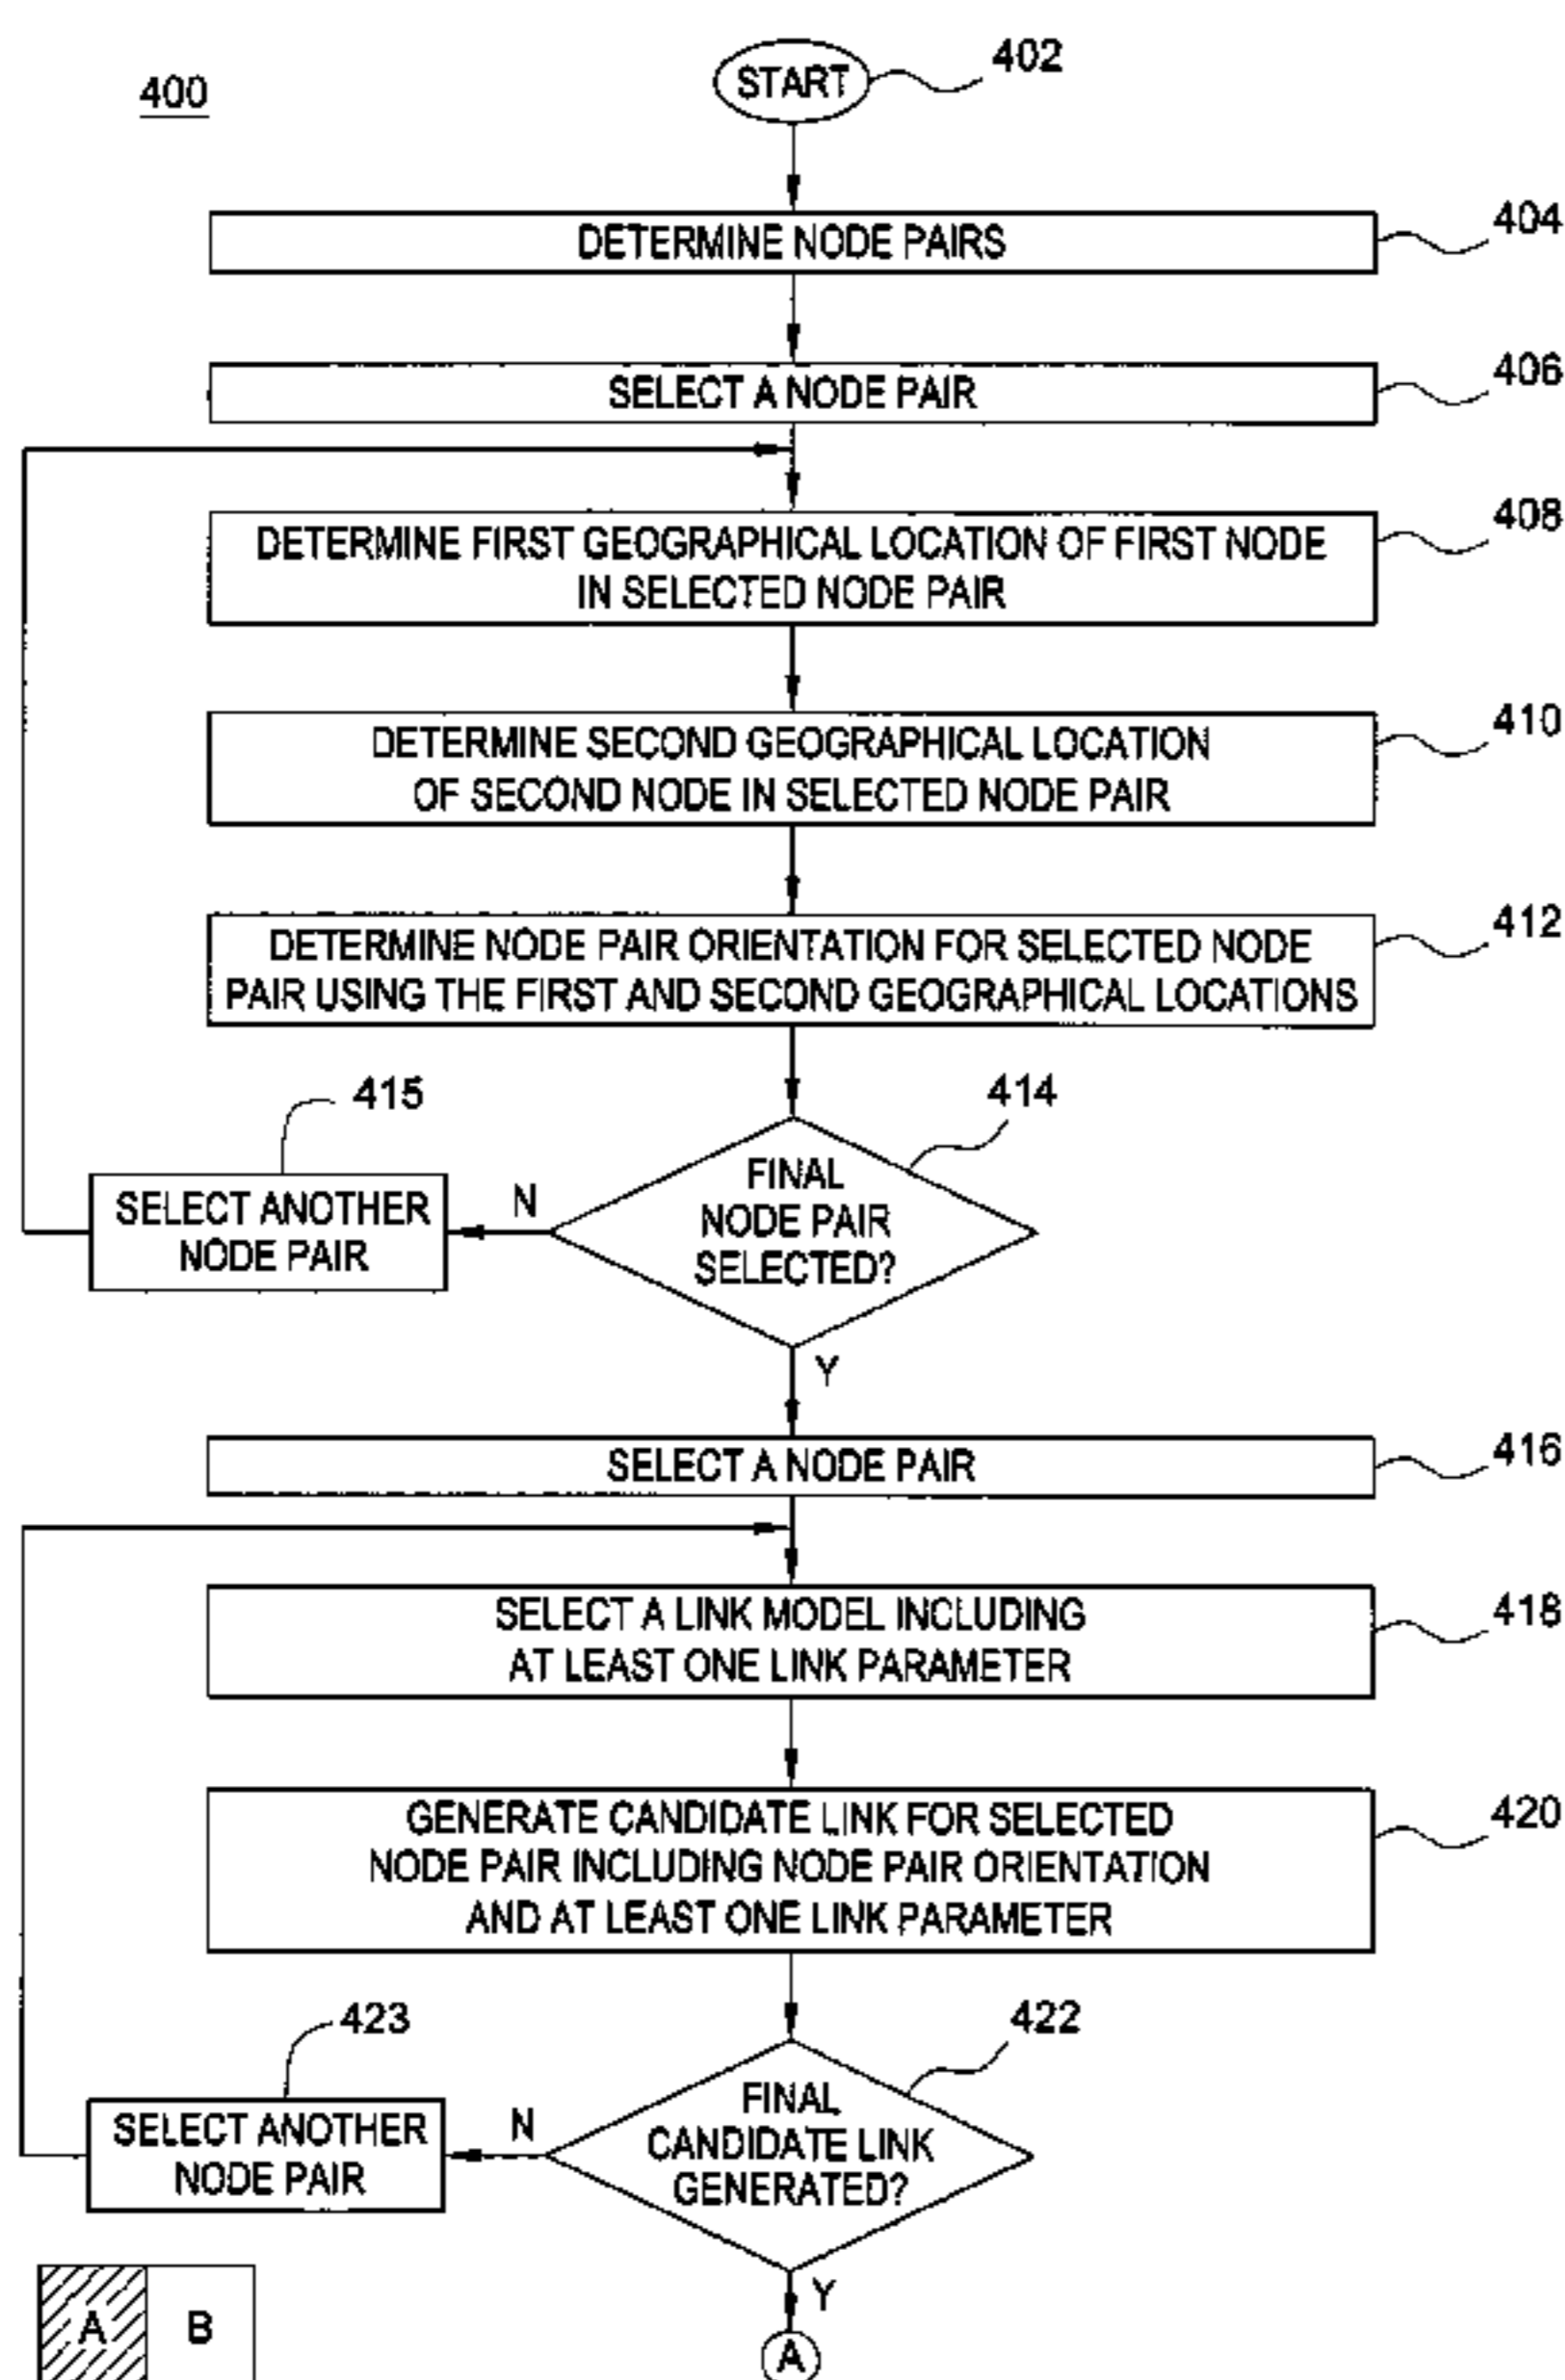 400
START
402
DETERMINE NODE PAIRS
404
SELECT A NODE PAIR
406
DETERMINE FIRST GEOGRAPHICAL LOCATION OF FIRST NODE
IN SELECTED NODE PAIR
408
DETERMINE SECOND GEOGRAPHICAL LOCATION
OF SECOND NODE IN SELECTED NODE PAIR
410
DETERMINE NODE PAIR ORIENTATION FOR SELECTED NODE
PAIR USING THE FIRST AND SECOND GEOGRAPHICAL LOCATIONS
412
415
414
SELECT ANOTHER
NODE PAIR
N
FINAL
NODE PAIR
SELECTED?
Y
SELECT A NODE PAIR
416
SELECT A LINK MODEL INCLUDING
AT LEAST ONE LINK PARAMETER
418
GENERATE CANDIDATE LINK FOR SELECTED
NODE PAIR INCLUDING NODE PAIR ORIENTATION
AND AT LEAST ONE LINK PARAMETER
420
423
422
SELECT ANOTHER
NODE PAIR
N
FINAL
CANDIDATE LINK
GENERATED?
Y
A
B
A